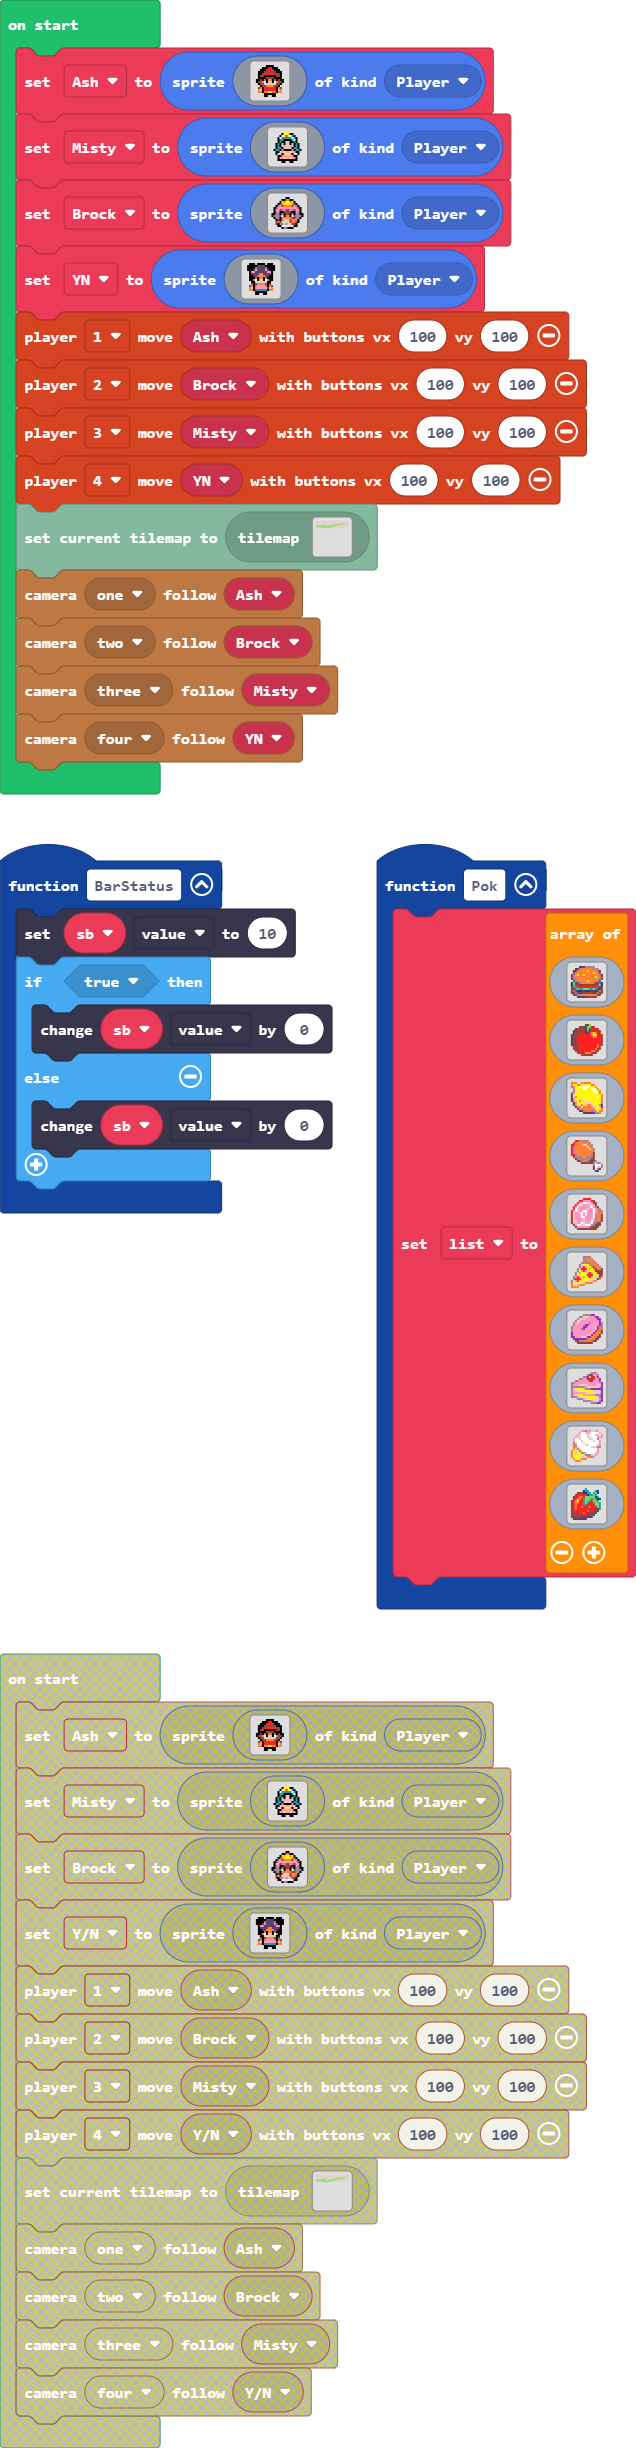 on start
set Ash to sprite of kind Player
set Misty to sprite of kind Player
set Brock to sprite of kind Player
set YN to sprite of kind Player
player 1 move Ash with buttons vx 100 vy 100
player 2 move Brock with buttons vx 100 vy 100
player 3 move Misty with buttons vx 100 vy 100
player 4 move YN with buttons vx 100 vy 100
set current tilemap to tilemap
camera one follow Ash
camera two follow Brock
camera three follow Misty
camera four follow YN
function BarStatus
set sb value to 10
if true then
change sb value by 0
else
change sb value by 0
function Pok
array of
set list to
on start
set Ash to sprite of kind Player
set Misty to sprite of kind Player
set Brock to sprite of kind Player
set Y/N to sprite of kind Player
player 1 move Ash with buttons vx 100 vy 100
player 2 move Brock with buttons vx 100 vy 100
player 3 move Misty with buttons vx 100 vy 100
player 4 move Y/N with buttons vx 100 vy 100
set current tilemap to tilemap
camera one follow Ash
camera two follow Brock
camera three follow Misty
camera four follow Y/N